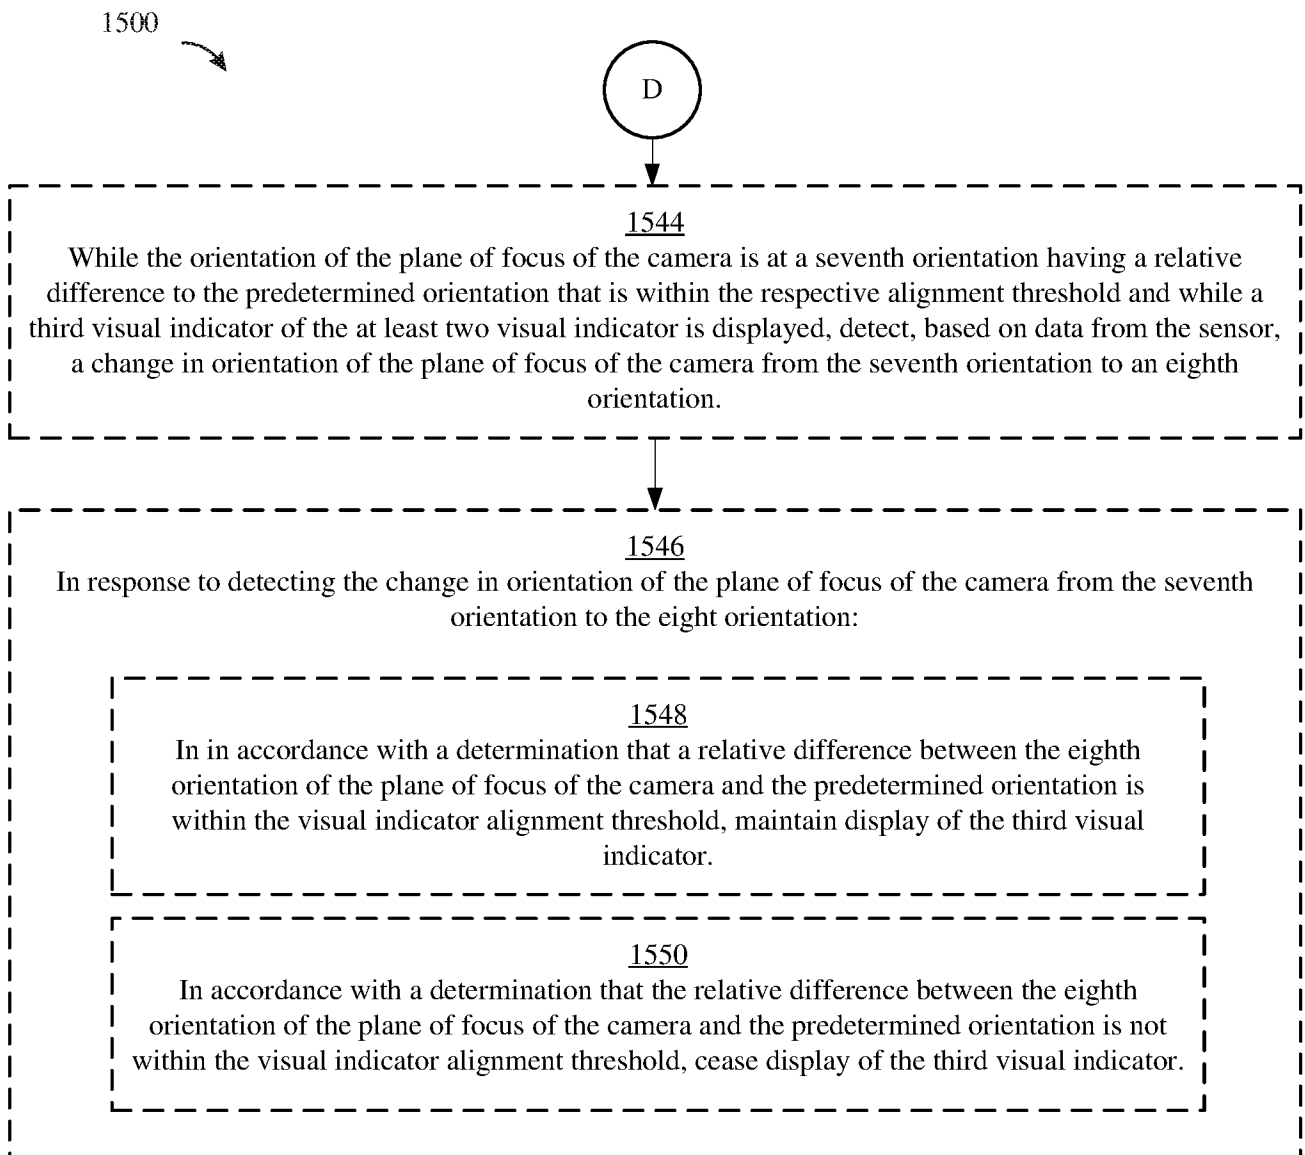 1500
D
1544
While the orientation of the plane of focus of the camera is at a seventh orientation having a relative
difference to the predetermined orientation that is within the respective alignment threshold and while a
third visual indicator of the at least two visual indicator is displayed, detect, based on data from the sensor,
a change in orientation of the plane of focus of the camera from the seventh orientation to an eighth
orientation.
1546
In response to detecting the change in orientation of the plane of focus of the camera from the seventh
orientation to the eight orientation:
1548
In in accordance with a determination that a relative difference between the eighth
orientation of the plane of focus of the camera and the predetermined orientation is
within the visual indicator alignment threshold, maintain display of the third visual
indicator.
1550
In accordance with a determination that the relative difference between the eighth
orientation of the plane of focus of the camera and the predetermined orientation is not
within the visual indicator alignment threshold, cease display of the third visual indicator.